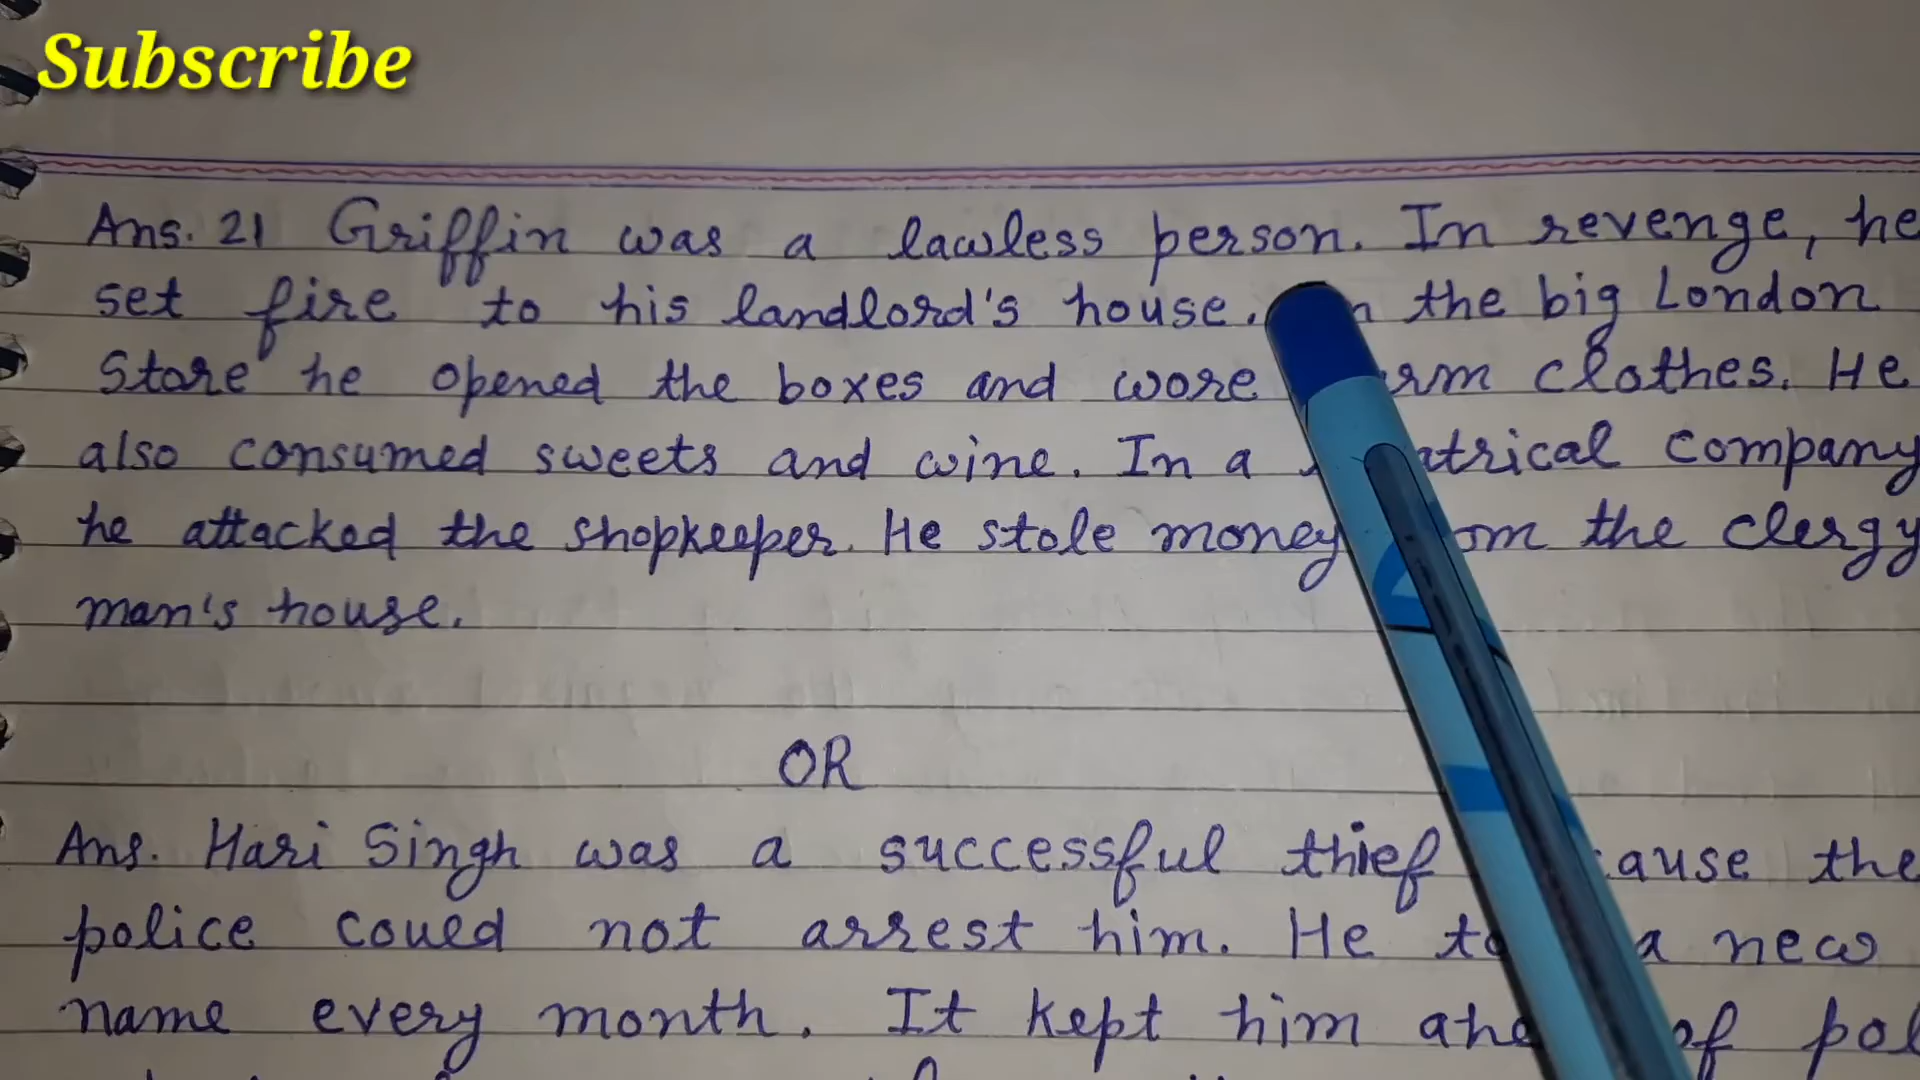 Subscribe
Ans. 21 Griffin was a lawless person. In revenge, he
set fire to his landlord's house. the big London
Store he opened the boxes and wore clothes. He
also consumed sweets and wine. In a company
he attacked the shopkeeper. He stole money the clergy
man's house.
OR
Ans. Hari Singh was a successful thief the
police could not arrest him. He a new
name every month. It kept him of